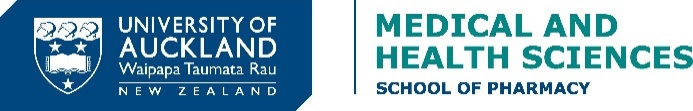 UNIVERSITY OF
AUCKLAND
Waipapa Taumata Rau
NEW ZEALAND
MEDICAL AND
HEALTH SCIENCES
SCHOOL OF PHARMACY